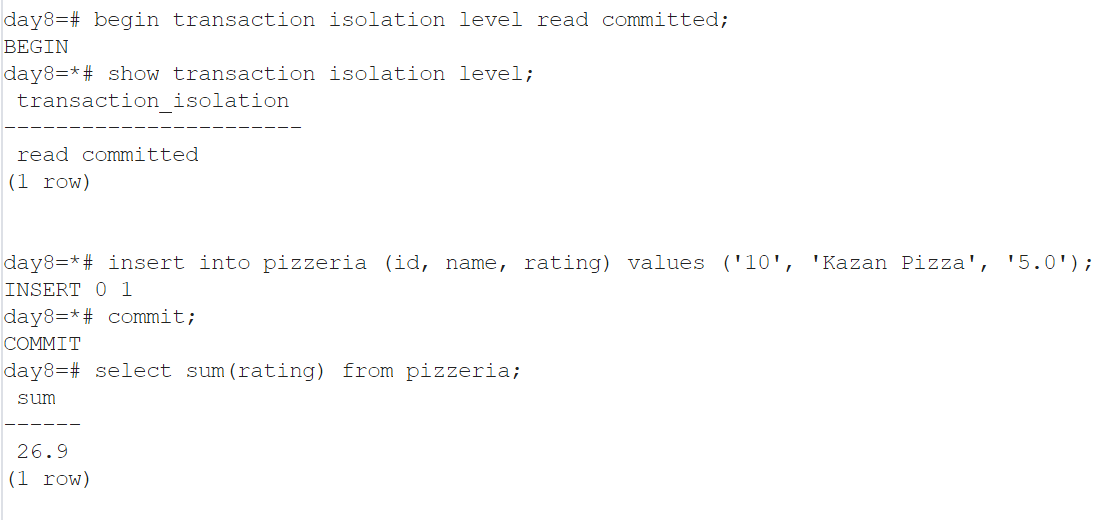 day8=# begin transaction isolation level read committed;
BEGIN
day8=*# show transaction isolation level;
 transaction_isolation
-----------------------
 read committed
(1 row)
day8=*# insert into pizzeria (id, name, rating) values ('10', 'Kazan Pizza', '5.0');
INSERT 0 1
day8=*# commit;
COMMIT
day8=# select sum(rating) from pizzeria;
 sum
------
 26.9
(1 row)